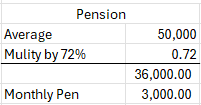 Pension
Average 50,000
Mulity by 72% 0.72
36,000.00
Monthly Pen 3,000.00